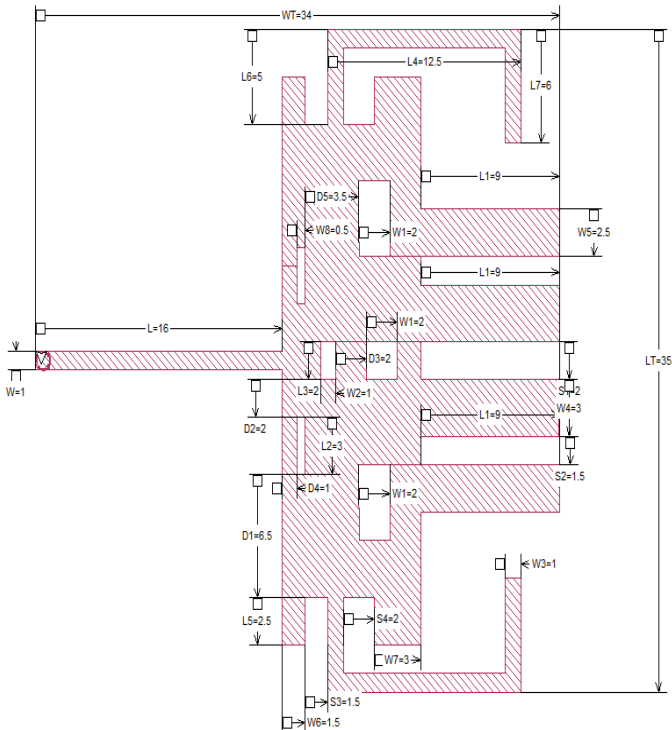 WT=34
L6=5
L4=12.5
L7=6
L1=9
D5=3.5
W8=0.5
W1=2
W5=2.5
L1=9
L=16
W1=2
LT=35
D3=2
W=1
L3=2
W2=1
W4=3
D2=2
L1=9
L2=3
S2=1.5
D4=1
W1=2
D1=6.5
W3=1
L5=2.5
S4=2
W7=3
S3=1.5
W6=1.5